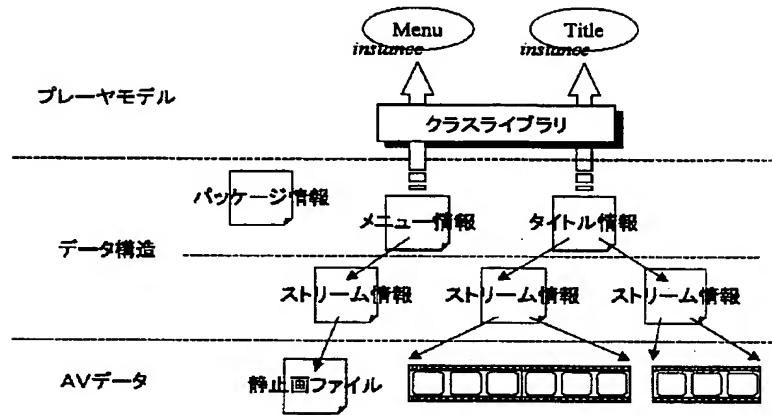 Menu
Title
instance
instance
プレーヤモデル
クラスライブラリ
パッケージ情報
メニュー情報
タイトル情報
データ構造
ストリーム情報
ストリーム情報
ストリーム情報
AVデータ
静止画ファイル